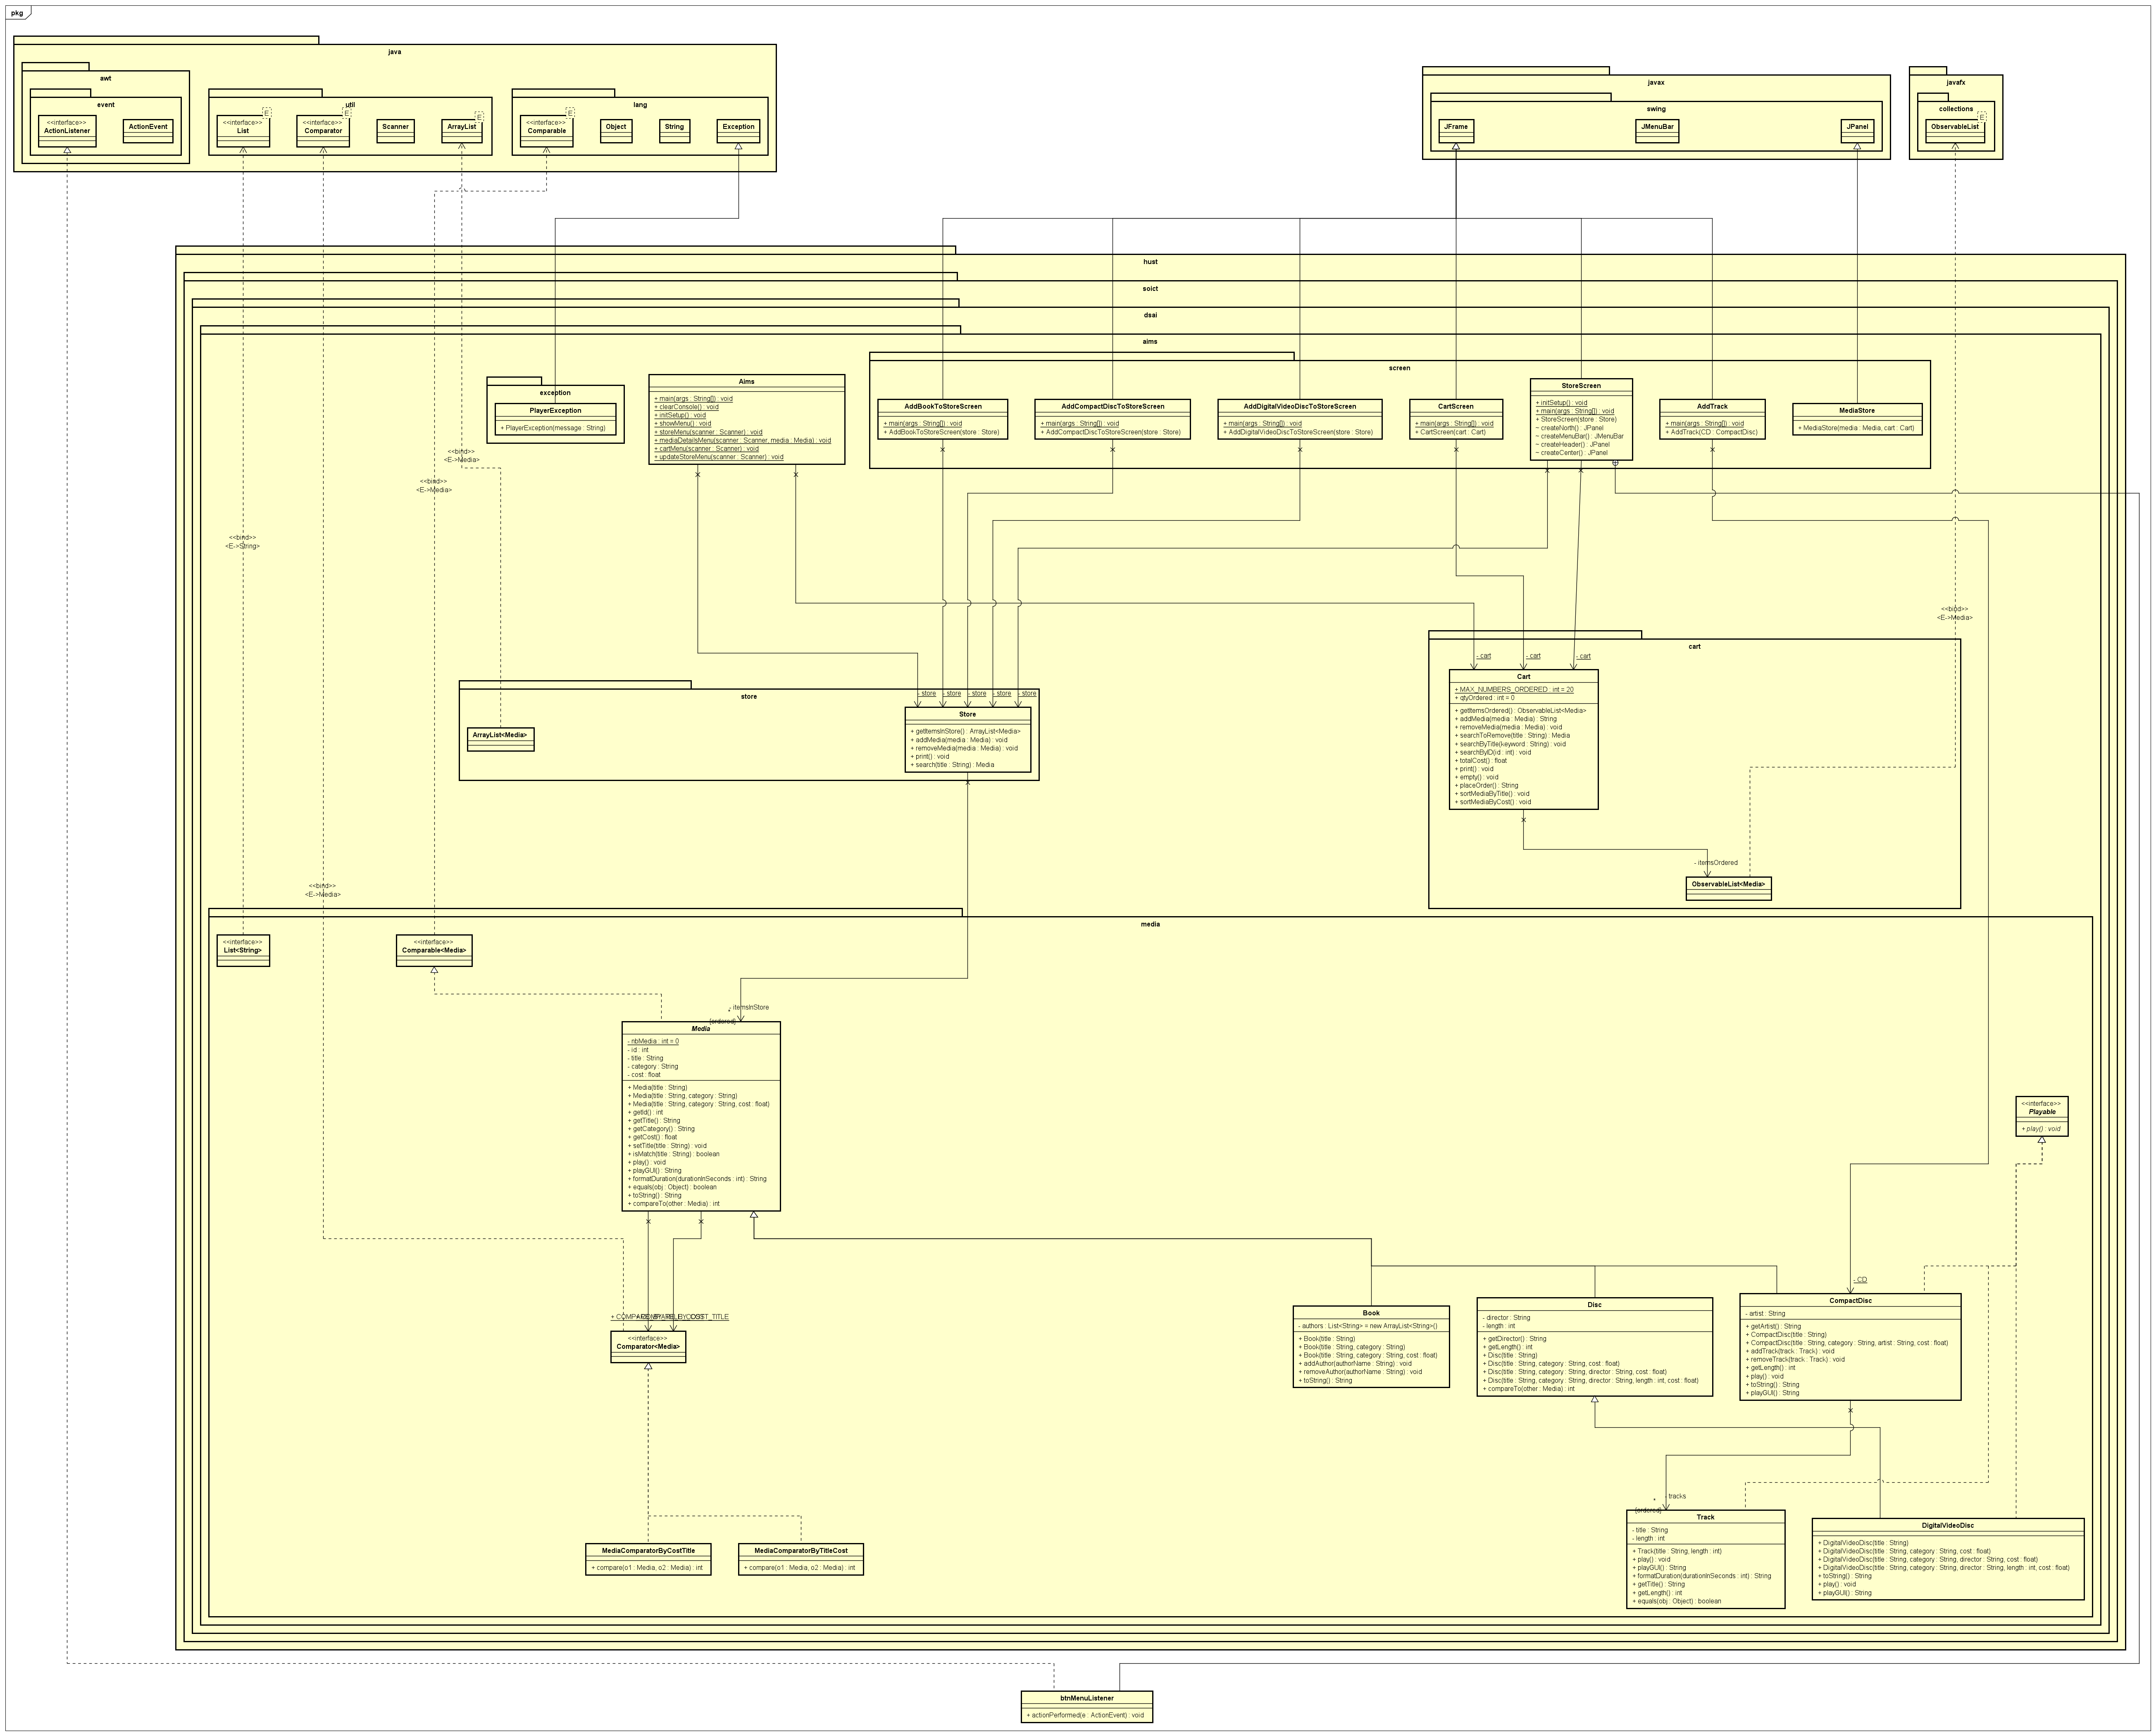 pkg
java
awt
event
<<interface>>
ActionListener
ActionEvent
util
<<interface>>
List
E
<<interface>>
Comparator
E
Scanner
ArrayList
E
lang
<<interface>>
Comparable
E
Object
String
Exception
javax
swing
JFrame
JMenuBar
JPanel
javafx
collections
ObservableList
E
hust
soict
dsai
aims
exception
PlayerException
+ PlayerException(message : String)
Aims
+ main(args : String[]) : void
+ clearConsole() : void
+ initSetup() : void
+ showMenu() : void
+ storeMenu(scanner : Scanner) : void
+ mediaDetailsMenu(scanner : Scanner, media : Media) : void
+ cartMenu(scanner : Scanner) : void
+ updateStoreMenu(scanner : Scanner) : void
screen
AddBookToStoreScreen
+ main(args : String[]) : void
+ AddBookToStoreScreen(store : Store)
AddCompactDiscToStoreScreen
+ main(args : String[]) : void
+ AddCompactDiscToStoreScreen(store : Store)
AddDigitalVideoDiscToStoreScreen
+ main(args : String[]) : void
+ AddDigitalVideoDiscToStoreScreen(store : Store)
CartScreen
+ main(args : String[]) : void
+ CartScreen(cart : Cart)
StoreScreen
+ initSetup() : void
+ main(args : String[]) : void
+ StoreScreen(store : Store)
~ createNorth() : JPanel
~ createMenuBar() : JMenuBar
~ createHeader() : JPanel
~ createCenter() : JPanel
AddTrack
+ main(args : String[]) : void
+ AddTrack(CD : CompactDisc)
MediaStore
+ MediaStore(media : Media, cart : Cart)
<<bind>>
<E->Media>
<<bind>>
<E->Media>
<<bind>>
<E->String>
<<bind>>
<E->Media>
<<bind>>
<E->Media>
store
ArrayList<Media>
- store
- store
- store
- store
- store
Store
+ getItemsInStore() : ArrayList<Media>
+ addMedia(media : Media) : void
+ removeMedia(media : Media) : void
+ print() : void
+ search(title : String) : Media
cart
- cart
- cart
- cart
Cart
+ MAX_NUMBERS_ORDERED : int = 20
+ qtyOrdered : int = 0
+ getItemsOrdered() : ObservableList<Media>
+ addMedia(media : Media) : String
+ removeMedia(media : Media) : void
+ searchToRemove(title : String) : Media
+ searchByTitle(keyword : String) : void
+ searchByID(id : int) : void
+ totalCost() : float
+ print() : void
+ empty() : void
+ placeOrder() : String
+ sortMediaByTitle() : void
+ sortMediaByCost() : void
- itemsOrdered
ObservableList<Media>
media
<<interface>>
List<String>
<<interface>>
Comparable<Media>
- itemsInStore
*
{ordered}
Media
- nbMedia : int = 0
- id : int
- title : String
- category : String
- cost : float
+ Media(title : String)
+ Media(title : String, category : String)
+ Media(title : String, category : String, cost : float)
+ getId() : int
+ getTitle() : String
+ getCategory() : String
+ getCost() : float
+ setTitle(title : String) : void
+ isMatch(title : String) : boolean
+ play() : void
+ playGUI() : String
+ formatDuration(durationInSeconds : int) : String
+ equals(obj : Object) : boolean
+ toString() : String
+ compareTo(other : Media) : int
<<interface>>
Playable
+ play() : void
<<interface>>
Comparator<Media>
Book
- authors : List<String> = new ArrayList<String>()
+ Book(title : String)
+ Book(title : String, category : String)
+ Book(title : String, category : String, cost : float)
+ addAuthor(authorName : String) : void
+ removeAuthor(authorName : String) : void
+ toString() : String
Disc
- director : String
- length : int
+ getDirector() : String
+ getLength() : int
+ Disc(title : String)
+ Disc(title : String, category : String, cost : float)
+ Disc(title : String, category : String, director : String, cost : float)
+ Disc(title : String, category : String, director : String, length : int, cost : float)
+ compareTo(other : Media) : int
- CD
CompactDisc
- artist : String
+ getArtist() : String
+ CompactDisc(title : String)
+ CompactDisc(title : String, category : String, artist : String, cost : float)
+ addTrack(track : Track) : void
+ removeTrack(track : Track) : void
+ getLength() : int
+ play() : void
+ toString() : String
+ playGUI() : String
MediaComparatorByCostTitle
+ compare(o1 : Media, o2 : Media) : int
MediaComparatorByTitleCost
+ compare(o1 : Media, o2 : Media) : int
- tracks
*
{ordered}
Track
- title : String
- length : int
+ Track(title : String, length : int)
+ play() : void
+ playGUI() : String
+ formatDuration(durationInSeconds : int) : String
+ getTitle() : String
+ getLength() : int
+ equals(obj : Object) : boolean
DigitalVideoDisc
+ DigitalVideoDisc(title : String)
+ DigitalVideoDisc(title : String, category : String, cost : float)
+ DigitalVideoDisc(title : String, category : String, director : String, cost : float)
+ DigitalVideoDisc(title : String, category : String, director : String, length : int, cost : float)
+ toString() : String
+ play() : void
+ playGUI() : String
btnMenuListener
+ actionPerformed(e : ActionEvent) : void